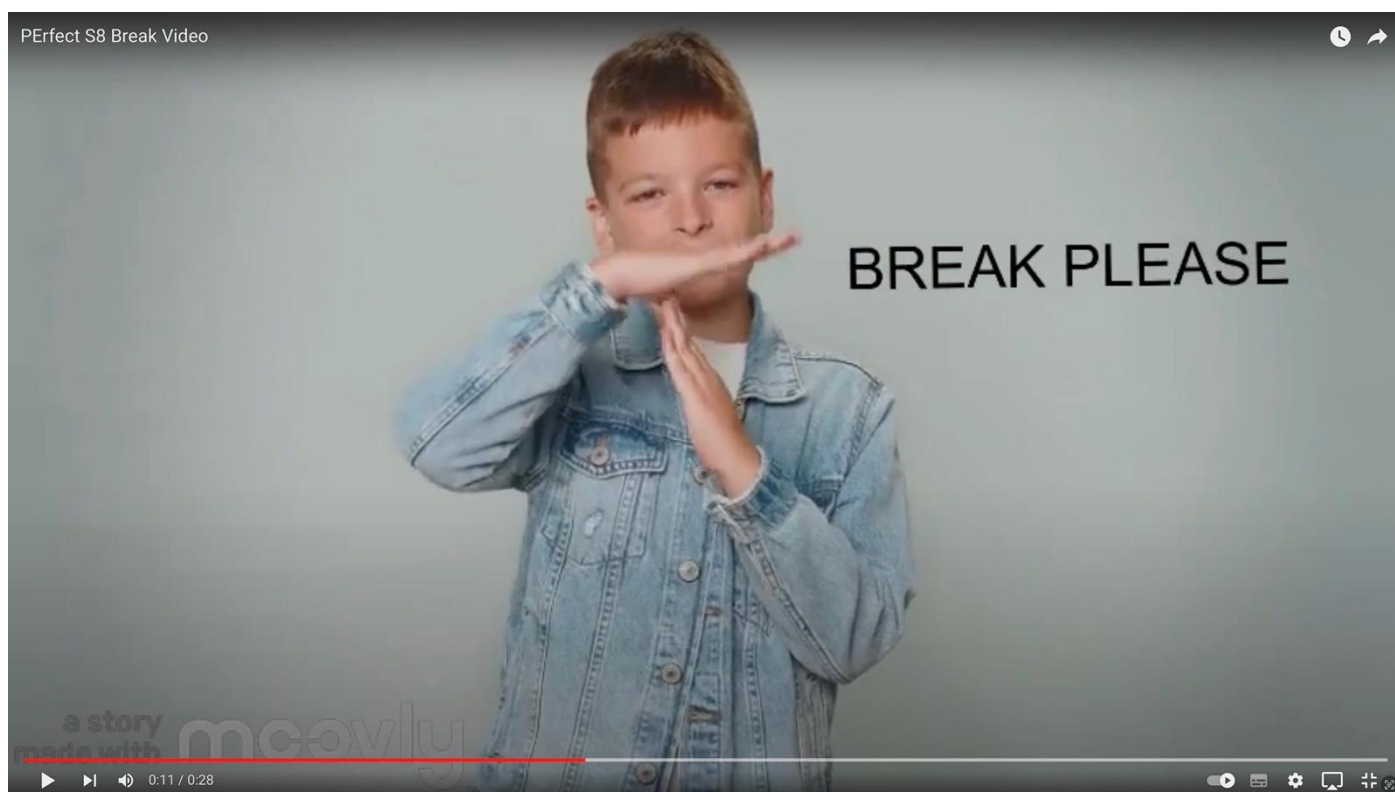 PErfect S8 Break Video
BREAK PLEASE
a story
made with moovly
0:11 / 0:28